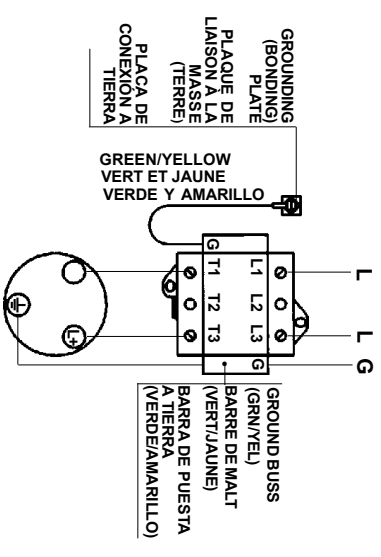 GROUNDING
(BONDING)
PLATE
PLAQUE DE
LIAISON À LA
MASSE
(TERRE)
PLACA DE
CONEXIÓN A
TIERRA
GREEN/YELLOW
VERT ET JAUNE
VERDE Y AMARILLO
G
T1 L1
T2 L2
T3 L3
G
L
L
G
L+
GROUND BUSS
(GRN/YEL)
BARRE DE MALT
(VERT/JAUNE)
BARRA DE PUESTA
A TIERRA
(VERDE/AMARILLO)